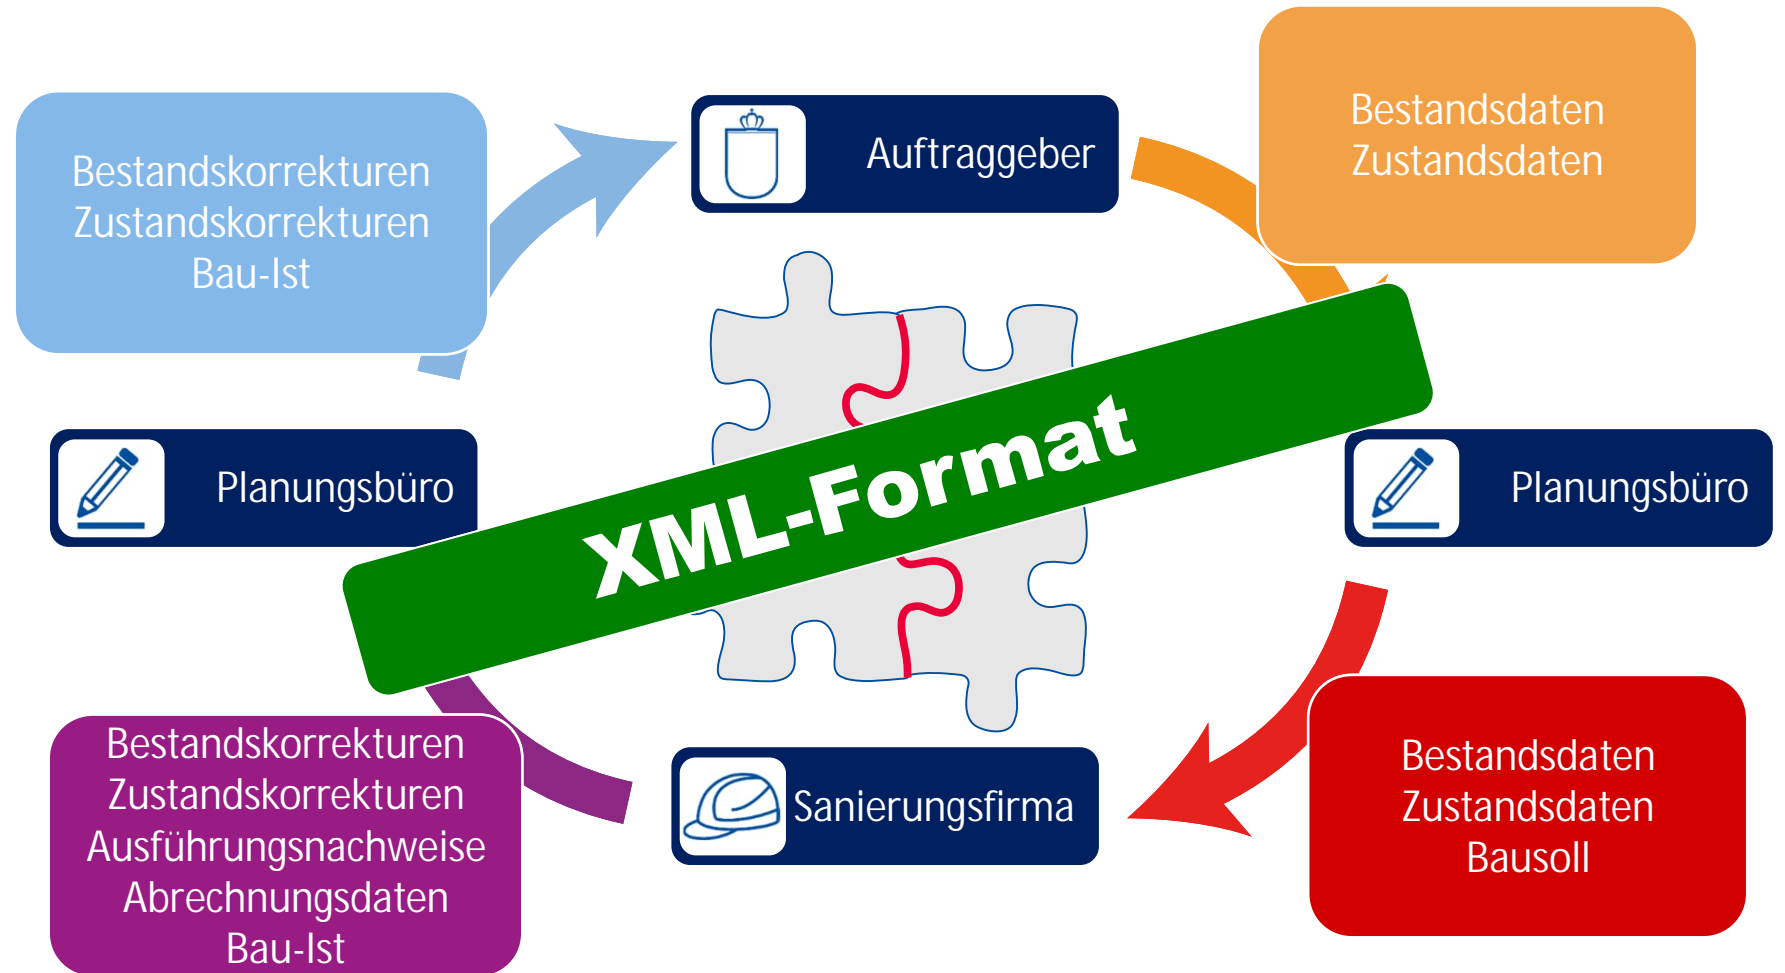 Bestandskorrekturen
Zustandskorrekturen
Bau-Ist
Auftraggeber
Bestandsdaten
Zustandsdaten
Planungsbüro
XML-Format
Planungsbüro
Bestandskorrekturen
Zustandskorrekturen
Ausführungsnachweise
Abrechnungsdaten
Bau-Ist
Sanierungsfirma
Bestandsdaten
Zustandsdaten
Bausoll